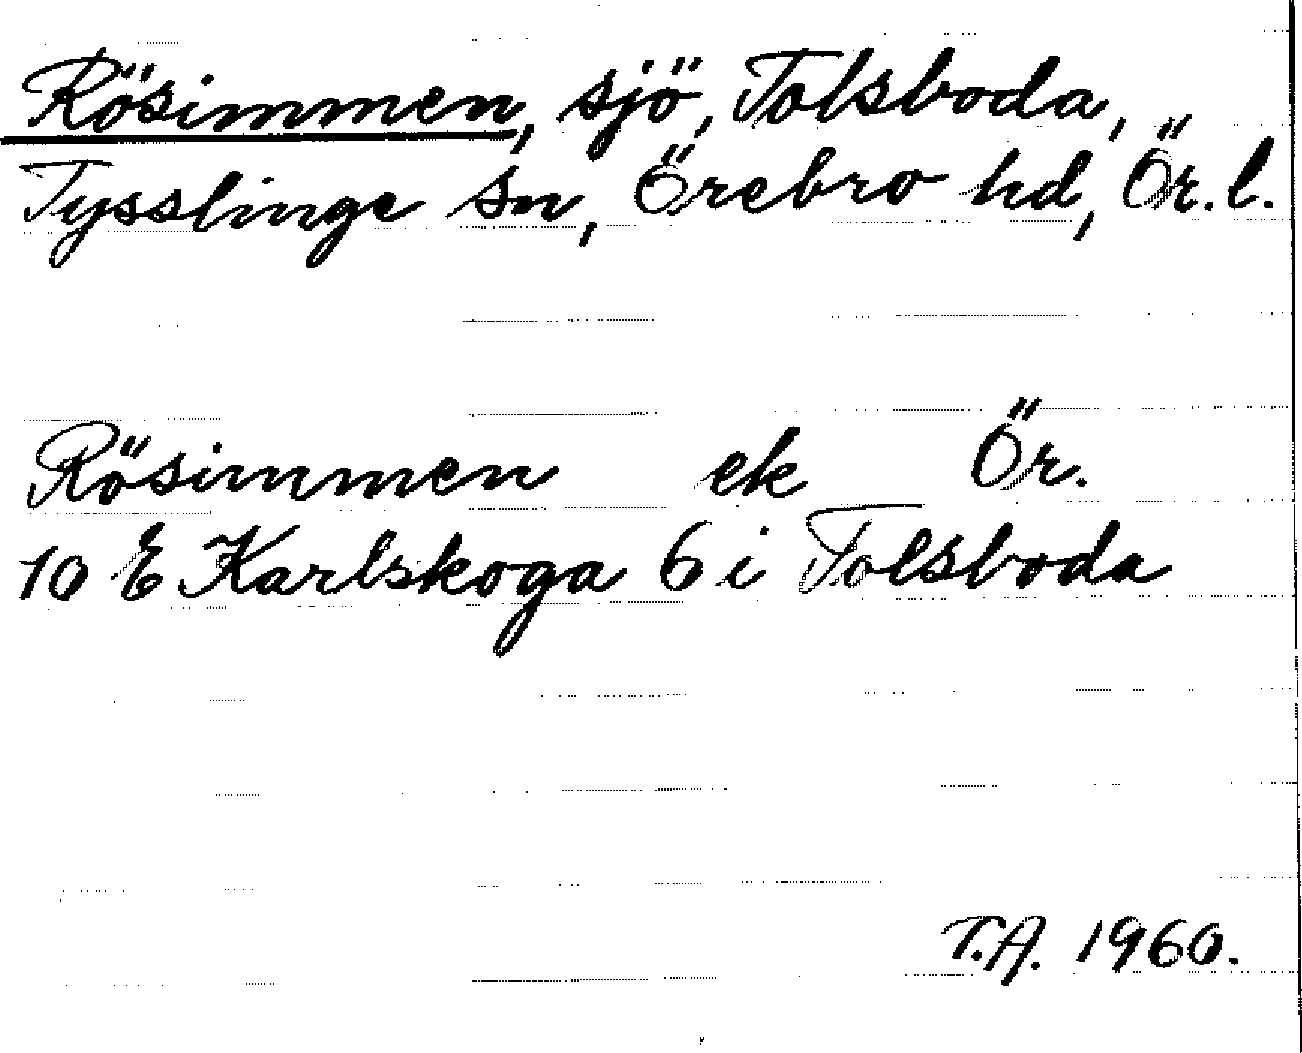 Rösimmen, sjö, Tolsboda,
Tysslinge sn, Örebro hd, Ör. l.
Rösimmen ek Ör.
10 E Karlskoga 6 i Tolsboda
T.A. 1960.